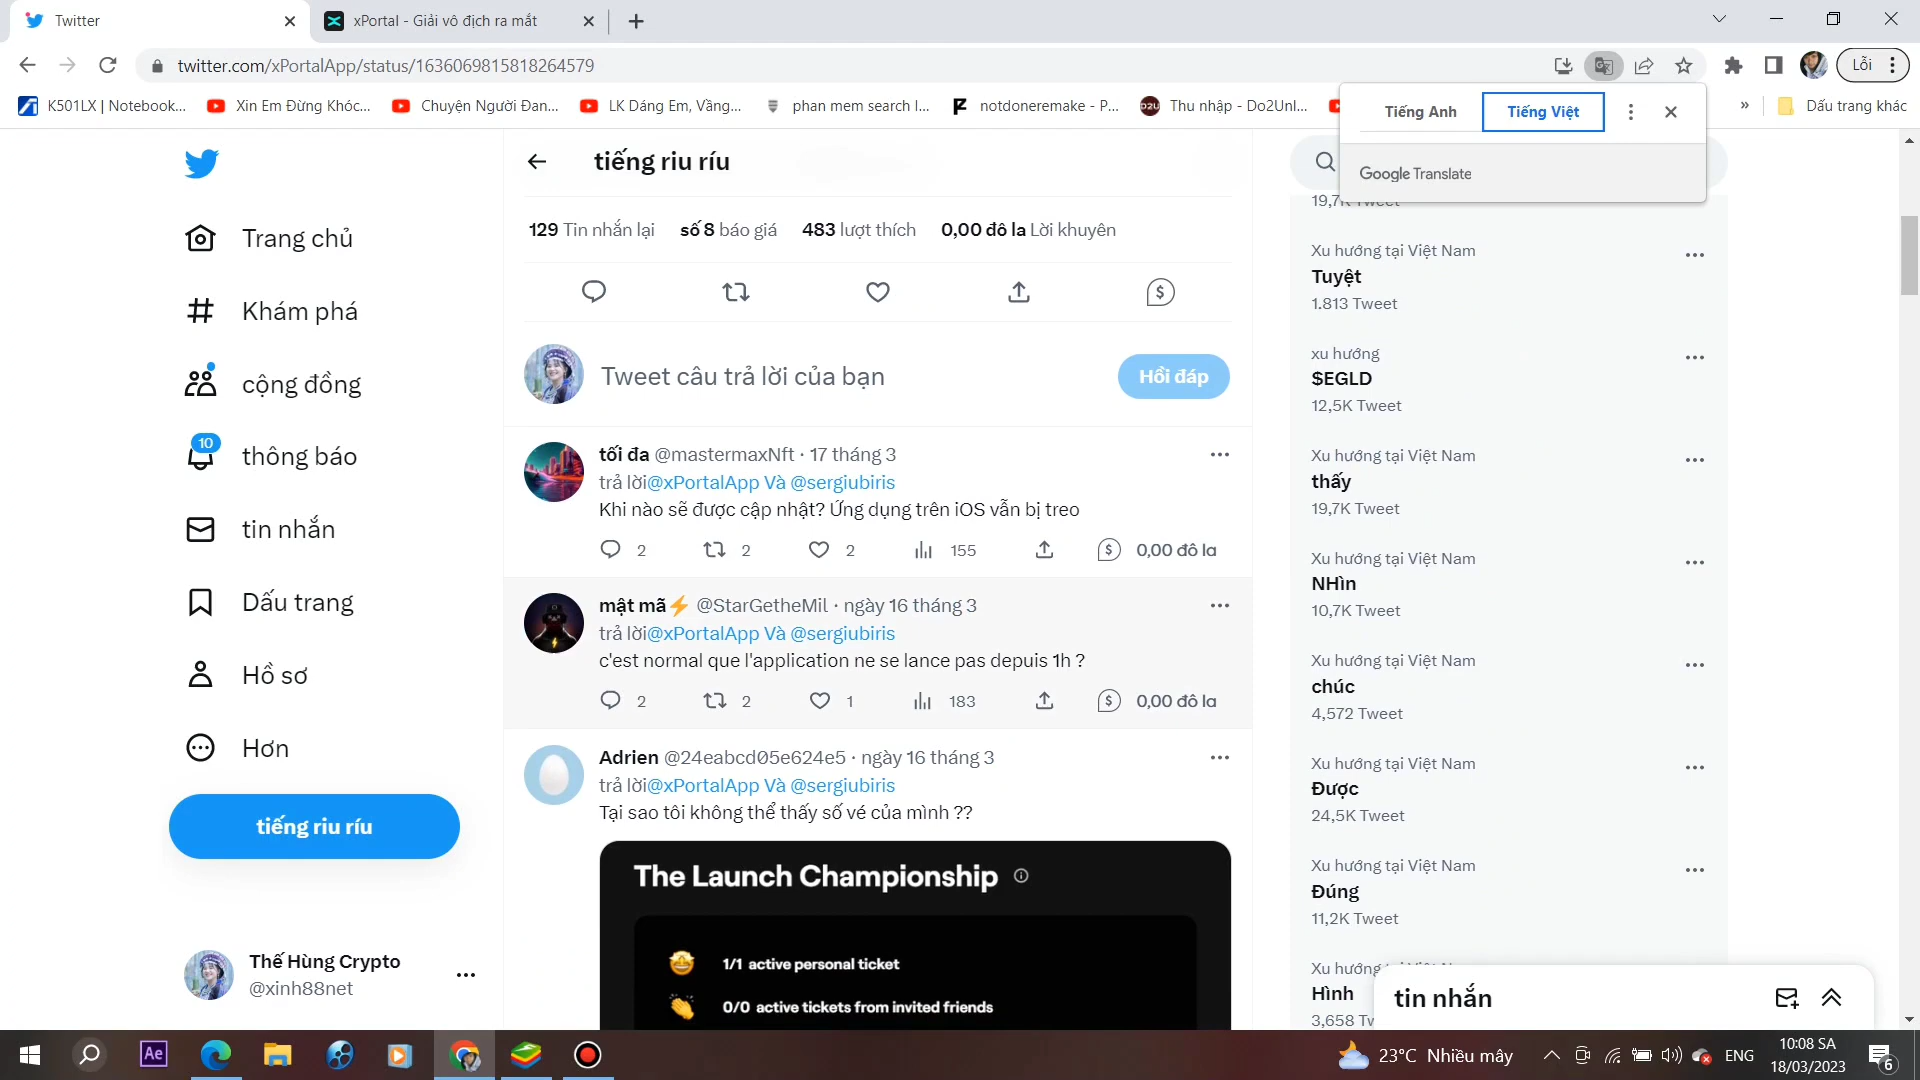 Twitter
xPortal - Giải vô địch ra mắt
twitter.com/xPortalApp/status/1636069815818264579
Lỗi
K501LX | Notebook...
Xin Em Đừng Khóc...
Chuyện Người Đan...
LK Dáng Em, Vầng...
phan mem search l...
notdoneremake - P...
Thu nhập - Do2Unl...
»
Dấu trang khác
Tiếng Anh
Tiếng Việt
Google Translate
tiếng riu ríu
Trang chủ
Khám phá
cộng đồng
10
thông báo
tin nhắn
Dấu trang
Hồ sơ
Hơn
tiếng riu ríu
Thế Hùng Crypto
@xinh88net
129 Tin nhắn lại số 8 báo giá 483 lượt thích 0,00 đô la Lời khuyên
Tweet câu trả lời của bạn
Hồi đáp
tối đa @mastermaxNft · 17 tháng 3
trả lời@xPortalApp Và @sergiubiris
Khi nào sẽ được cập nhật? Ứng dụng trên iOS vẫn bị treo
2 2 2 155 0,00 đô la
mật mã⚡ @StarGetheMil · ngày 16 tháng 3
trả lời@xPortalApp Và @sergiubiris
c'est normal que l'application ne se lance pas depuis 1h ?
2 2 1 183 0,00 đô la
Adrien @24eabcd05e624e5 · ngày 16 tháng 3
trả lời@xPortalApp Và @sergiubiris
Tại sao tôi không thể thấy số vé của mình ??
The Launch Championship
1/1 active personal ticket
0/0 active tickets from invited friends
19,7K Tweet
Xu hướng tại Việt Nam
Tuyệt
1.813 Tweet
xu hướng
$EGLD
12,5K Tweet
Xu hướng tại Việt Nam
thấy
19,7K Tweet
Xu hướng tại Việt Nam
NHìn
10,7K Tweet
Xu hướng tại Việt Nam
chúc
4,572 Tweet
Xu hướng tại Việt Nam
Được
24,5K Tweet
Xu hướng tại Việt Nam
Đúng
11,2K Tweet
Xu hướng
Hình
3,658
tin nhắn
Ae
23°C Nhiều mây
ENG
10:08 SA
18/03/2023
6